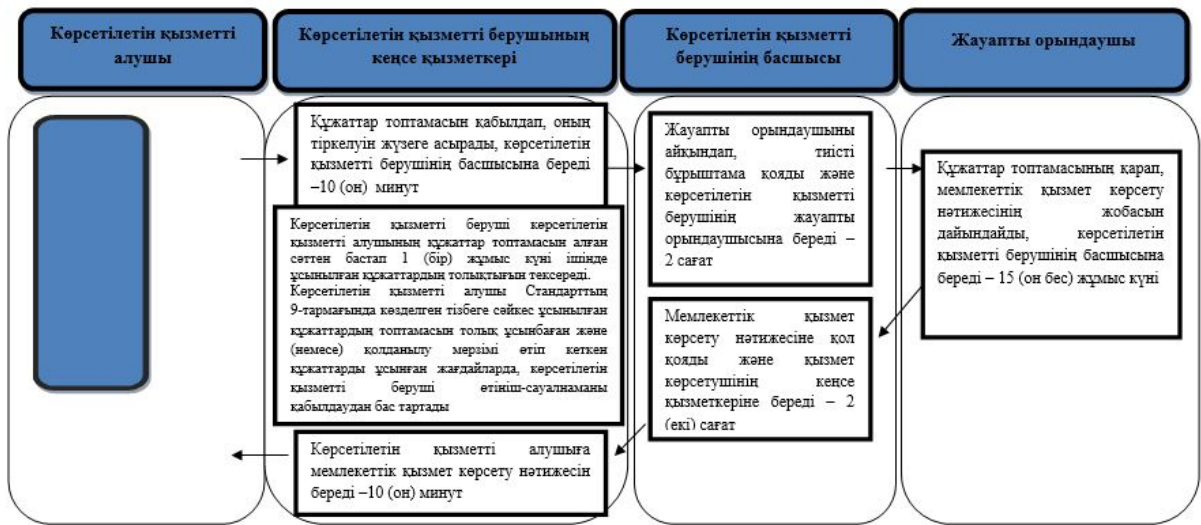 Көрсетілетін қызметті
алушы
Көрсетілетін қызметті берушының
кеңсе қызметкері
Көрсетілетін қызметті
берушінің басшысы
Жауапты орындаушы
Құжаттар топтамасын қабылдап, оның
тіркелуін жүзеге асырады, көрсетілетін
қызметті берушінің басшысына береді
–10 (он) минут
Көрсетілетін қызметті беруші көрсетілетін
қызметті алушының құжаттар топтамасын алған
сәттен бастап 1 (бір) жұмыс күні ішінде
ұсынылған құжаттардың толықтығын тексереді.
Көрсетілетін қызметті алушы Стандарттың
9-тармағында көзделген тізбеге сәйкес ұсынылған
құжаттардың топтамасын толық ұсынбаған және
(немесе) қолданылу мерзімі өтіп кеткен
құжаттарды ұсынған жағдайларда, көрсетілетін
қызметті беруші өтініш-сауалнаманы
қабылдаудан бас тартады
Көрсетілетін қызметті алушыға
мемлекеттік қызмет көрсету нәтижесін
береді –10 (он) минут
Жауапты орындаушыны
айқындап, тиісті
бұрыштама қояды және
көрсетілетін қызметті
берушінің жауапты
орындаушысына береді –
2 сағат
Мемлекеттік қызмет
көрсету нәтижесіне қол
қояды және қызмет
көрсетушінің кеңсе
қызметкеріне береді – 2
(екі) сағат
Құжаттар топтамасының қарап,
мемлекеттік қызмет көрсету
нәтижесінің жобасын
дайындайды, көрсетілетін
қызметті берушінің басшысына
береді – 15 (он бес) жұмыс күні